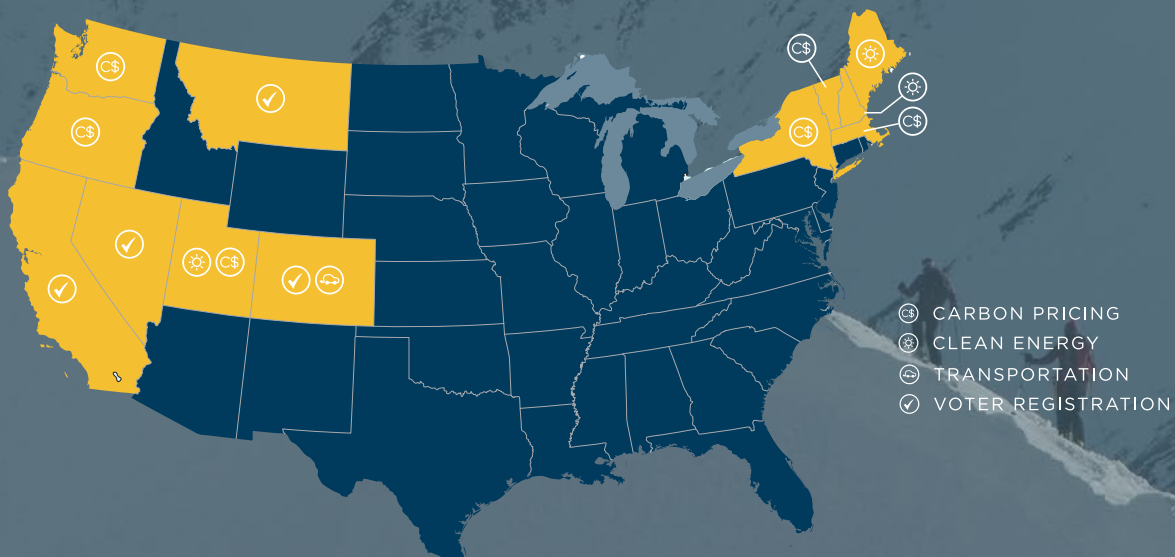 C$
C$
C$
C$
C$
C$
C$ CARBON PRICING
CLEAN ENERGY
TRANSPORTATION
VOTER REGISTRATION